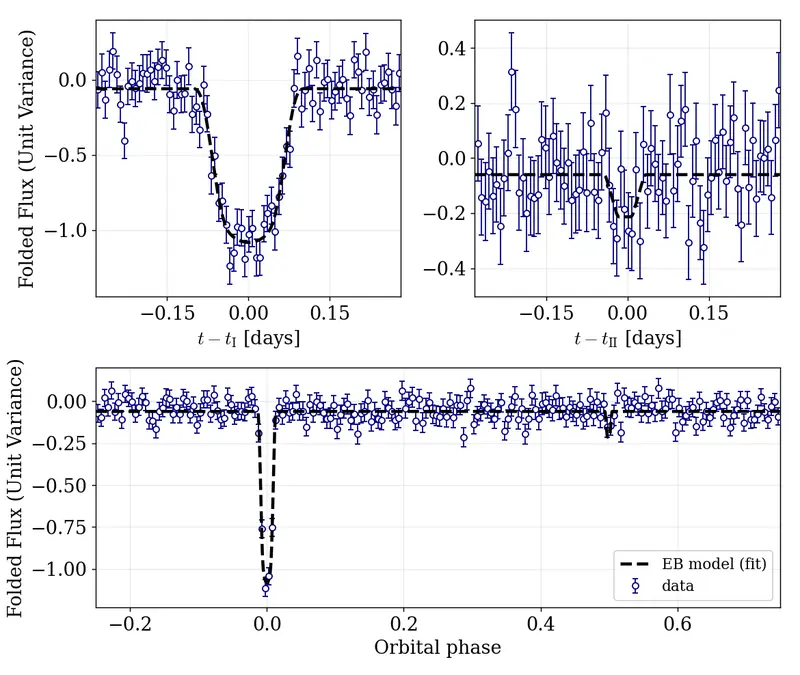 Folded Flux (Unit Variance)
0.0
−0.5
−1.0
−0.15 0.00 0.15
t − t_I [days]
0.4
0.2
0.0
−0.2
−0.4
−0.15 0.00 0.15
t − t_II [days]
Folded Flux (Unit Variance)
0.00
−0.25
−0.50
−0.75
−1.00
−0.2 0.0 0.2 0.4 0.6
Orbital phase
EB model (fit)
data